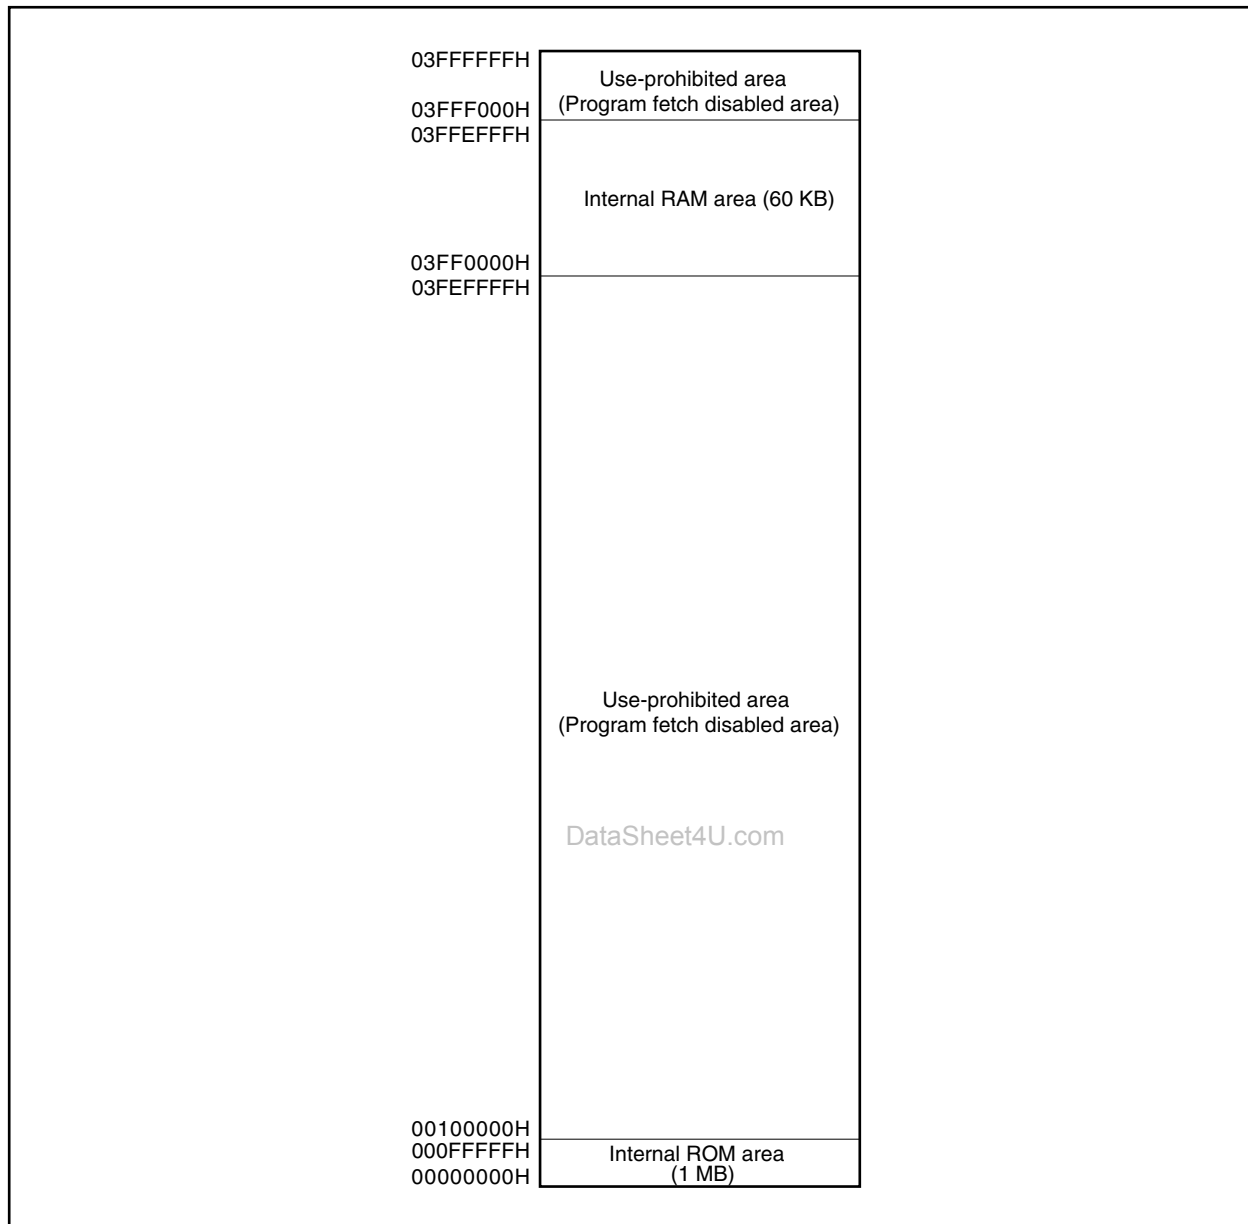 03FFFFFFH
Use-prohibited area
(Program fetch disabled area)
03FFF000H
03FFEFFFH
Internal RAM area (60 KB)
03FF0000H
03FEFFFFH
Use-prohibited area
(Program fetch disabled area)
DataSheet4U.com
00100000H
000FFFFFH
Internal ROM area
(1 MB)
00000000H